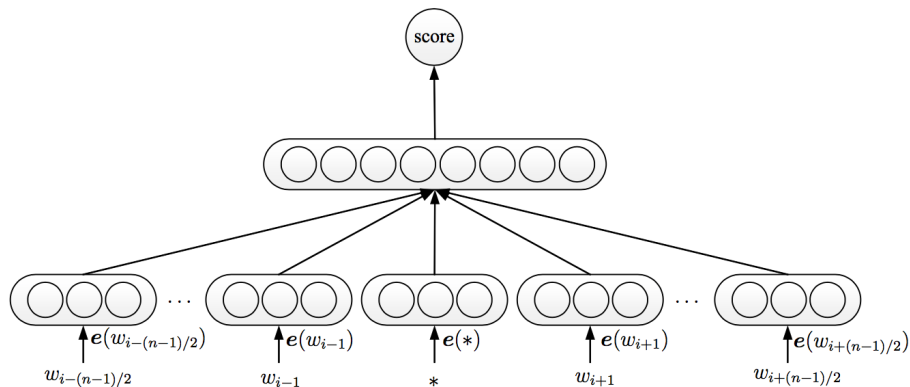 score
... ...
e(w_{i-(n-1)/2}) e(w_{i-1}) e(*) e(w_{i+1}) e(w_{i+(n-1)/2})
w_{i-(n-1)/2} w_{i-1} * w_{i+1} w_{i+(n-1)/2}